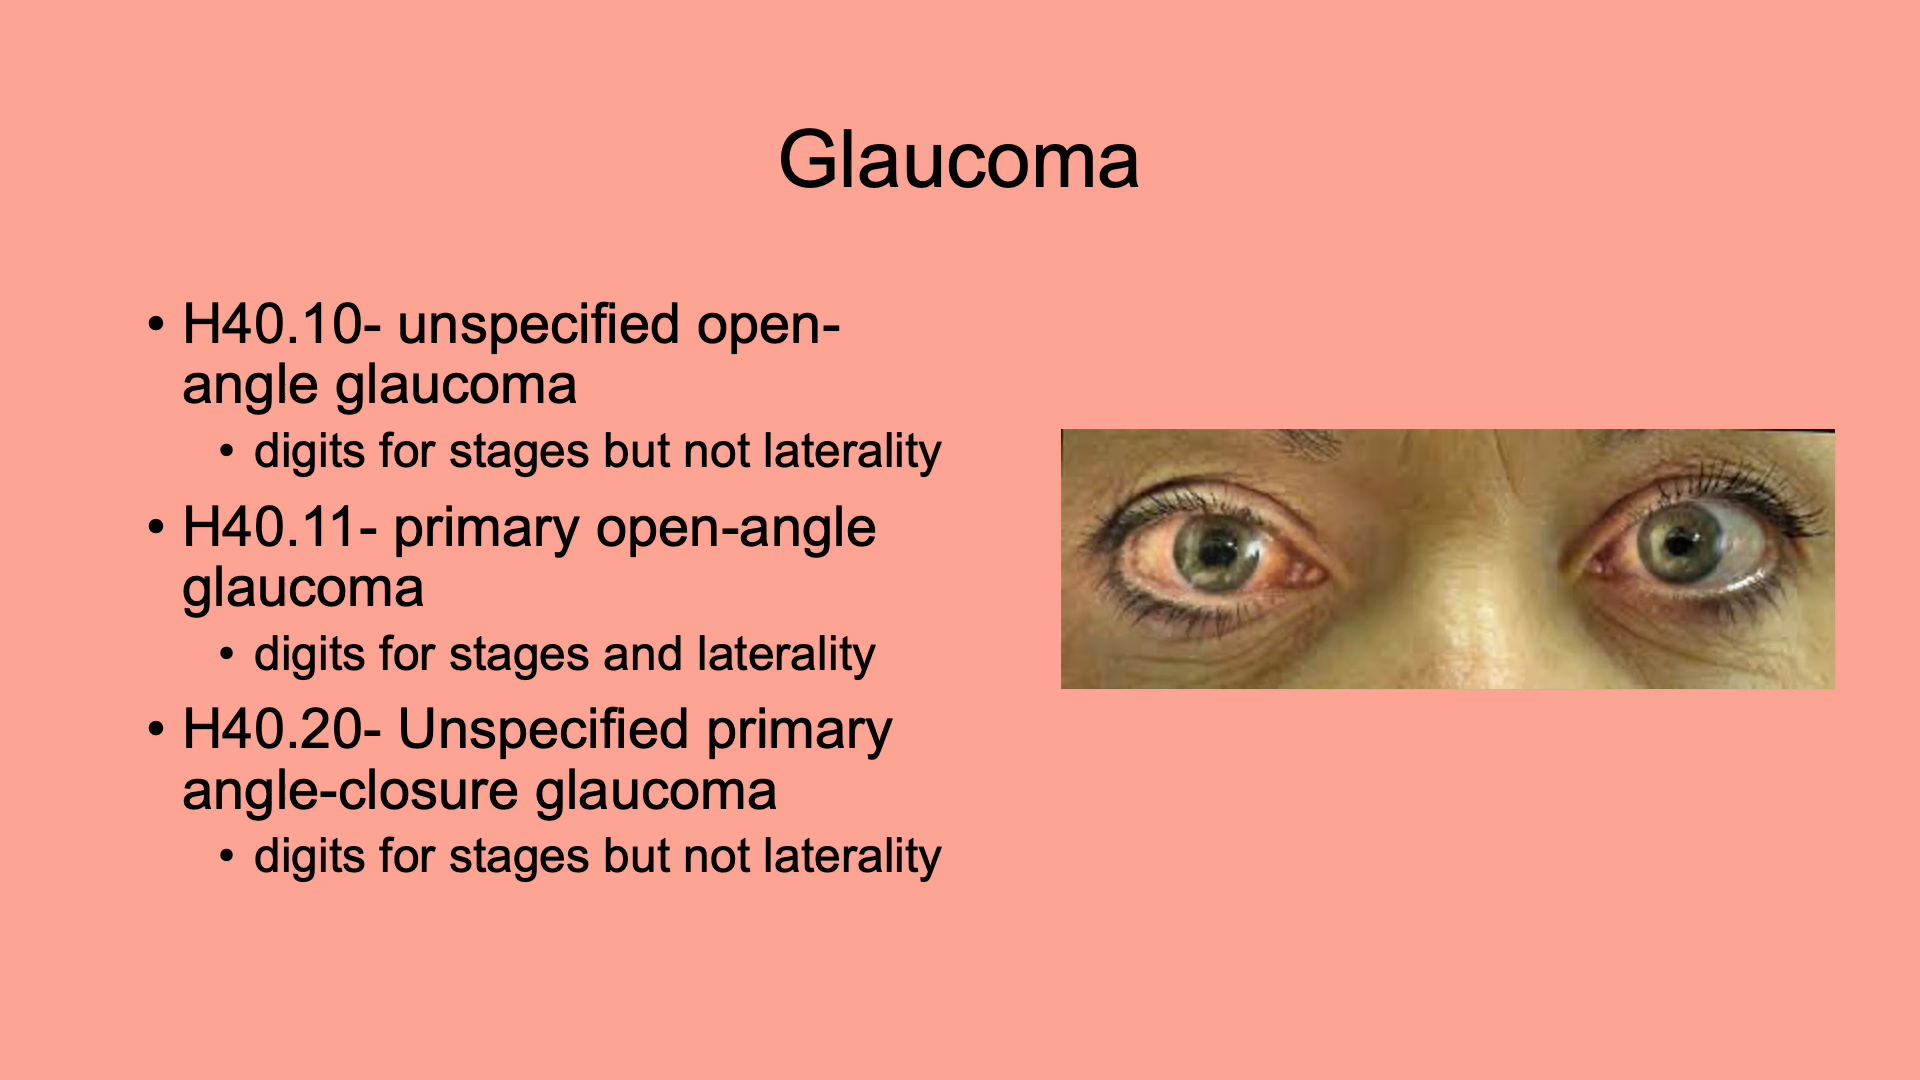 Glaucoma
• H40.10- unspecified open-
angle glaucoma
• digits for stages but not laterality
• H40.11- primary open-angle
glaucoma
• digits for stages and laterality
• H40.20- Unspecified primary
angle-closure glaucoma
• digits for stages but not laterality